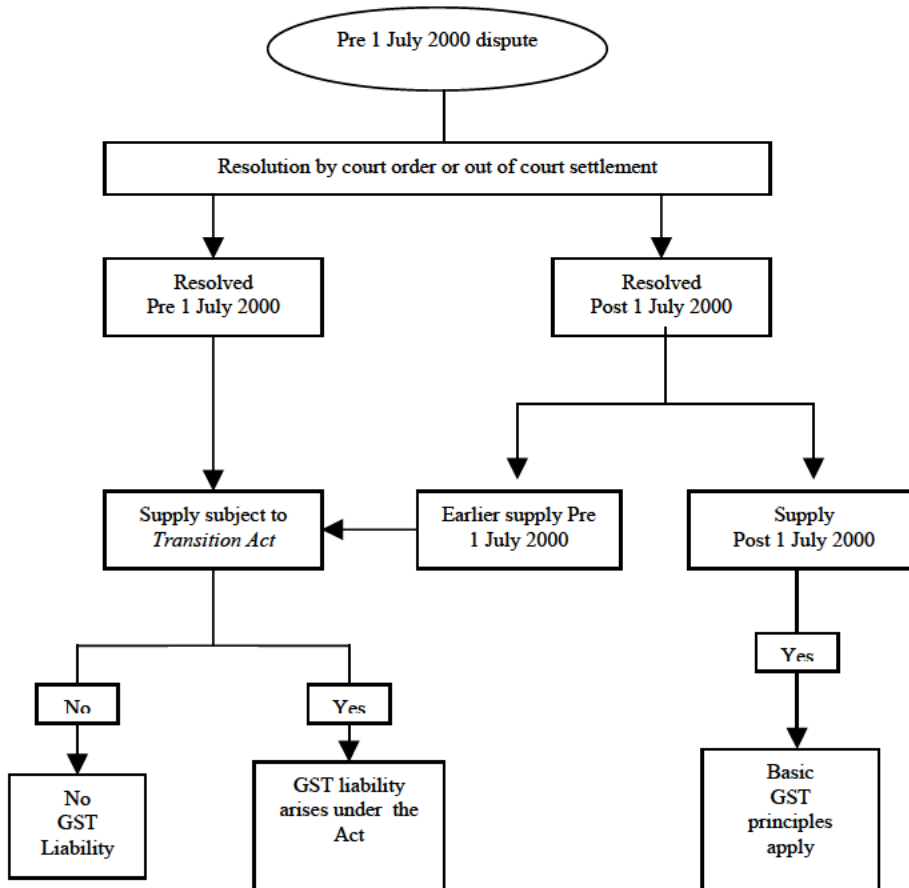 Pre 1 July 2000 dispute
Resolution by court order or out of court settlement
Resolved
Pre 1 July 2000
Resolved
Post 1 July 2000
Supply subject to
Transition Act
Earlier supply Pre
1 July 2000
Supply
Post 1 July 2000
Yes
No
Yes
No
GST
Liability
GST liability
arises under the
Act
Basic
GST
principles
apply